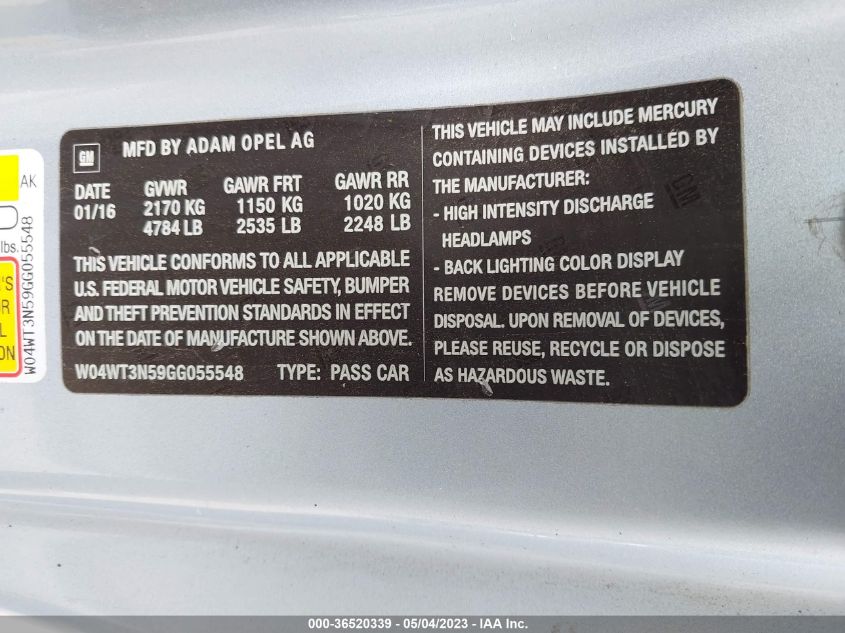 GM
MFD BY ADAM OPEL AG
DATE GVWR GAWR FRT GAWR RR
01/16 2170 KG 1150 KG 1020 KG
4784 LB 2535 LB 2248 LB
THIS VEHICLE CONFORMS TO ALL APPLICABLE
U.S. FEDERAL MOTOR VEHICLE SAFETY, BUMPER
AND THEFT PREVENTION STANDARDS IN EFFECT
ON THE DATE OF MANUFACTURE SHOWN ABOVE.
W04WT3N59GG055548 TYPE: PASS CAR
THIS VEHICLE MAY INCLUDE MERCURY
CONTAINING DEVICES INSTALLED BY
THE MANUFACTURER:
- HIGH INTENSITY DISCHARGE
HEADLAMPS
- BACK LIGHTING COLOR DISPLAY
REMOVE DEVICES BEFORE VEHICLE
DISPOSAL. UPON REMOVAL OF DEVICES,
PLEASE REUSE, RECYCLE OR DISPOSE
AS HAZARDOUS WASTE.
AK
lbs.
W04WT3N59GG055548
000-36520339 - 05/04/2023 - IAA Inc.